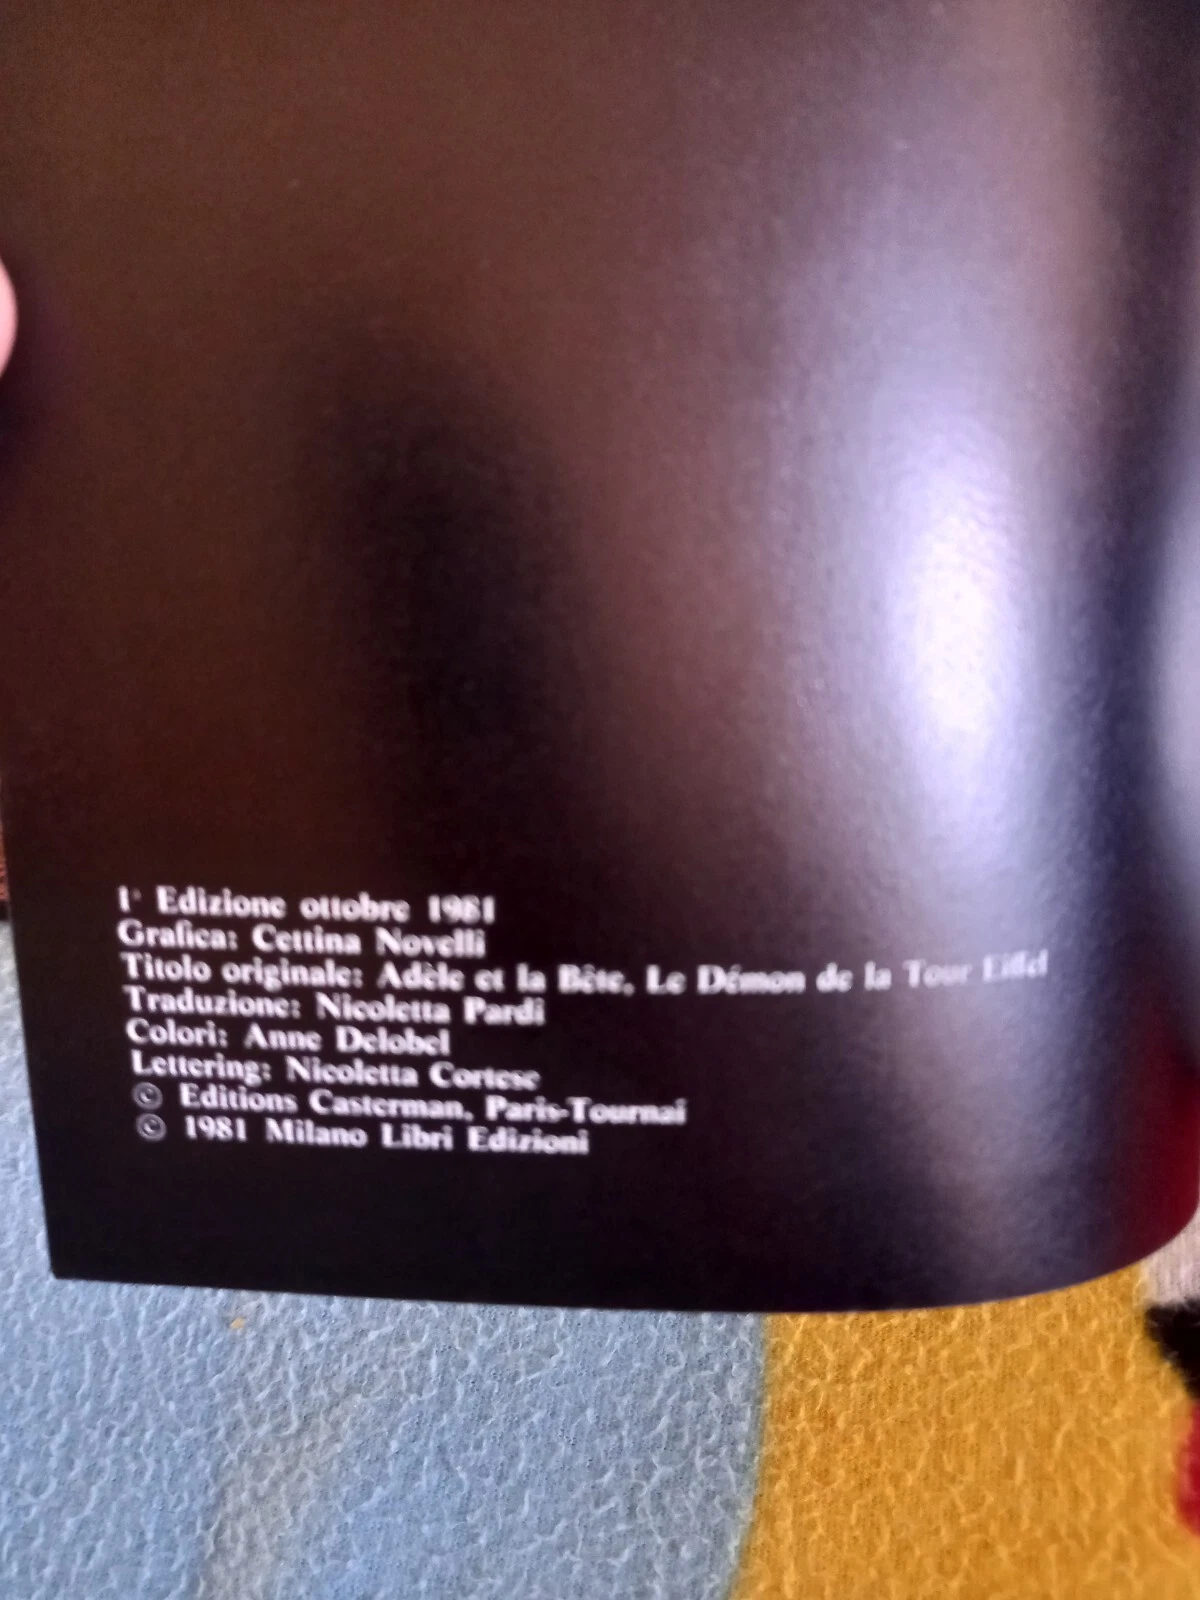 1ª Edizione ottobre 1981
Grafica: Cettina Novelli
Titolo originale: Adèle et la Bête, Le Démon de la Tour Eiffel
Traduzione: Nicoletta Pardi
Colori: Anne Delobel
Lettering: Nicoletta Cortese
© Editions Casterman, Paris-Tournai
© 1981 Milano Libri Edizioni